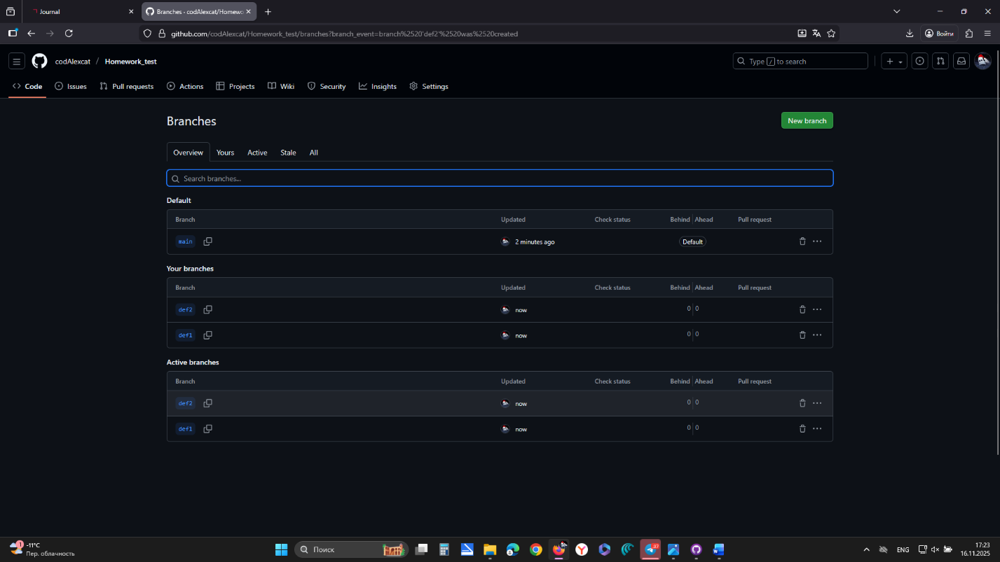 Journal
Branches - codAlexcat/Homewo
github.com/codAlexcat/Homework_test/branches?branch_event=branch%2520'def2'%2520was%2520created
Войти
codAlexcat / Homework_test
Type / to search
Code Issues Pull requests Actions Projects Wiki Security Insights Settings
Branches
New branch
Overview Yours Active Stale All
Search branches...
Default
Branch Updated Check status Behind Ahead Pull request
main 2 minutes ago Default
Your branches
Branch Updated Check status Behind Ahead Pull request
def2 now 0 0
def1 now 0 0
Active branches
Branch Updated Check status Behind Ahead Pull request
def2 now 0 0
def1 now 0 0
1 -11°C
Пер. облачность
Поиск
37
ENG
17:23
16.11.2025